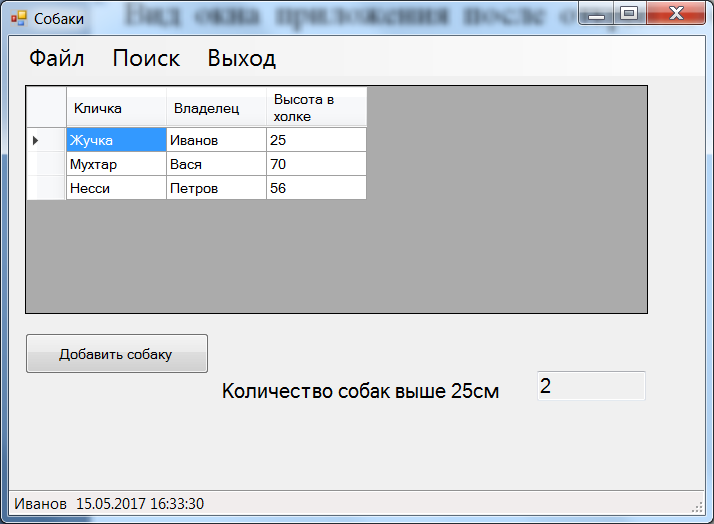 Собаки
Вид окна приложения после
Файл Поиск Выход
Кличка Владелец Высота в холке
Жучка Иванов 25
Мухтар Вася 70
Несси Петров 56
Добавить собаку
Количество собак выше 25см 2
Иванов 15.05.2017 16:33:30